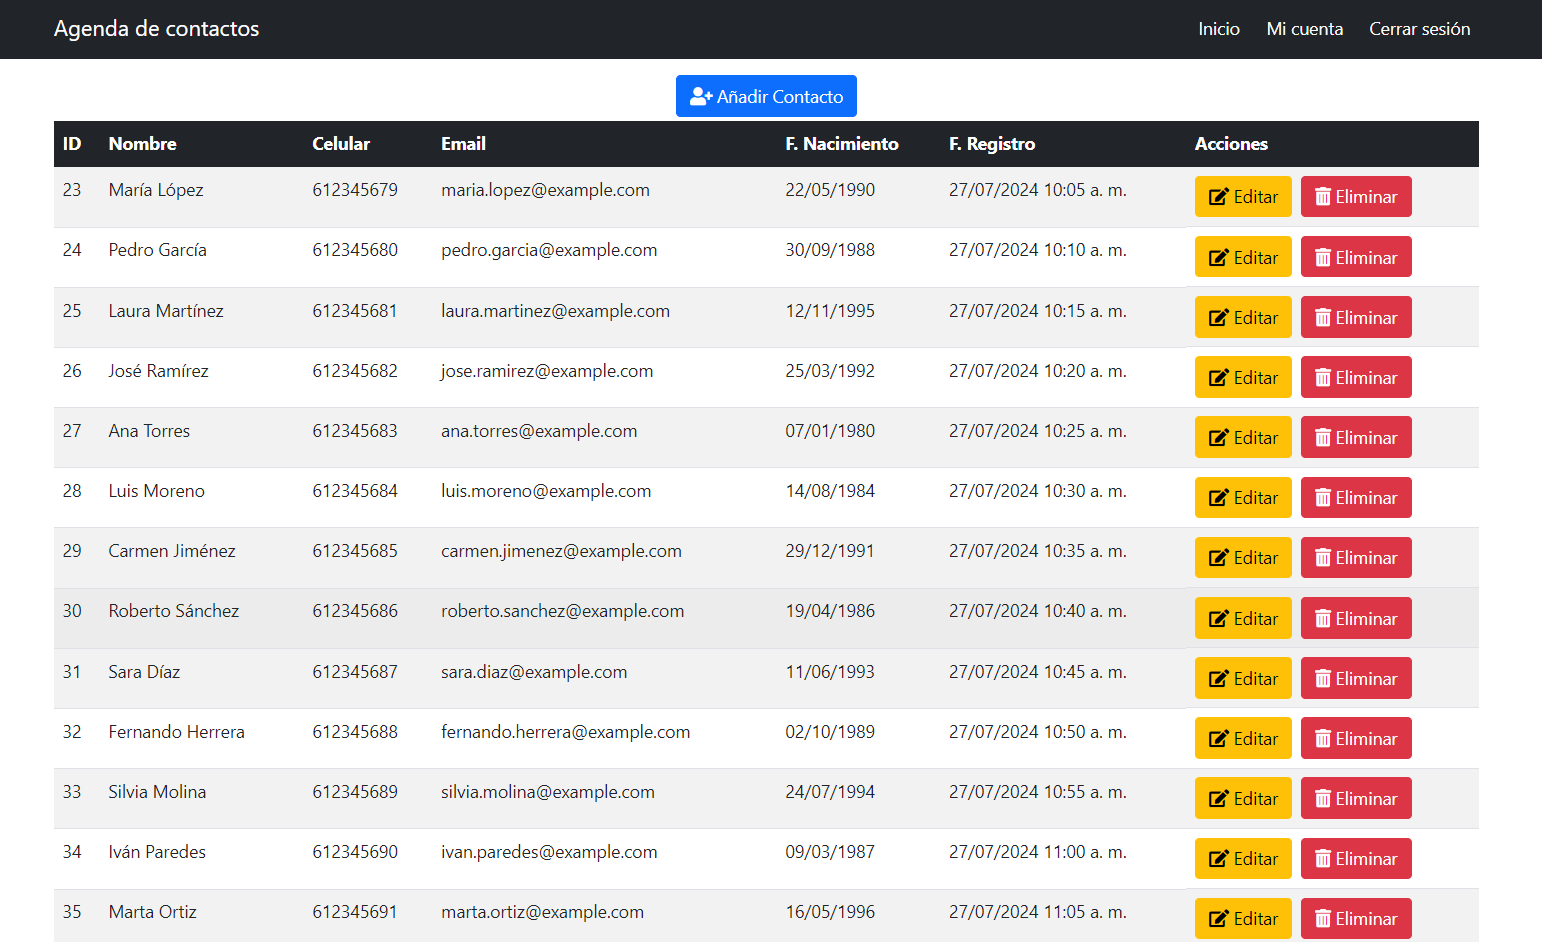 Agenda de contactos Inicio Mi cuenta Cerrar sesión
Añadir Contacto
ID Nombre Celular Email F. Nacimiento F. Registro Acciones
23 María López 612345679 maria.lopez@example.com 22/05/1990 27/07/2024 10:05 a. m. Editar Eliminar
24 Pedro García 612345680 pedro.garcia@example.com 30/09/1988 27/07/2024 10:10 a. m. Editar Eliminar
25 Laura Martínez 612345681 laura.martinez@example.com 12/11/1995 27/07/2024 10:15 a. m. Editar Eliminar
26 José Ramírez 612345682 jose.ramirez@example.com 25/03/1992 27/07/2024 10:20 a. m. Editar Eliminar
27 Ana Torres 612345683 ana.torres@example.com 07/01/1980 27/07/2024 10:25 a. m. Editar Eliminar
28 Luis Moreno 612345684 luis.moreno@example.com 14/08/1984 27/07/2024 10:30 a. m. Editar Eliminar
29 Carmen Jiménez 612345685 carmen.jimenez@example.com 29/12/1991 27/07/2024 10:35 a. m. Editar Eliminar
30 Roberto Sánchez 612345686 roberto.sanchez@example.com 19/04/1986 27/07/2024 10:40 a. m. Editar Eliminar
31 Sara Díaz 612345687 sara.diaz@example.com 11/06/1993 27/07/2024 10:45 a. m. Editar Eliminar
32 Fernando Herrera 612345688 fernando.herrera@example.com 02/10/1989 27/07/2024 10:50 a. m. Editar Eliminar
33 Silvia Molina 612345689 silvia.molina@example.com 24/07/1994 27/07/2024 10:55 a. m. Editar Eliminar
34 Iván Paredes 612345690 ivan.paredes@example.com 09/03/1987 27/07/2024 11:00 a. m. Editar Eliminar
35 Marta Ortiz 612345691 marta.ortiz@example.com 16/05/1996 27/07/2024 11:05 a. m. Editar Eliminar